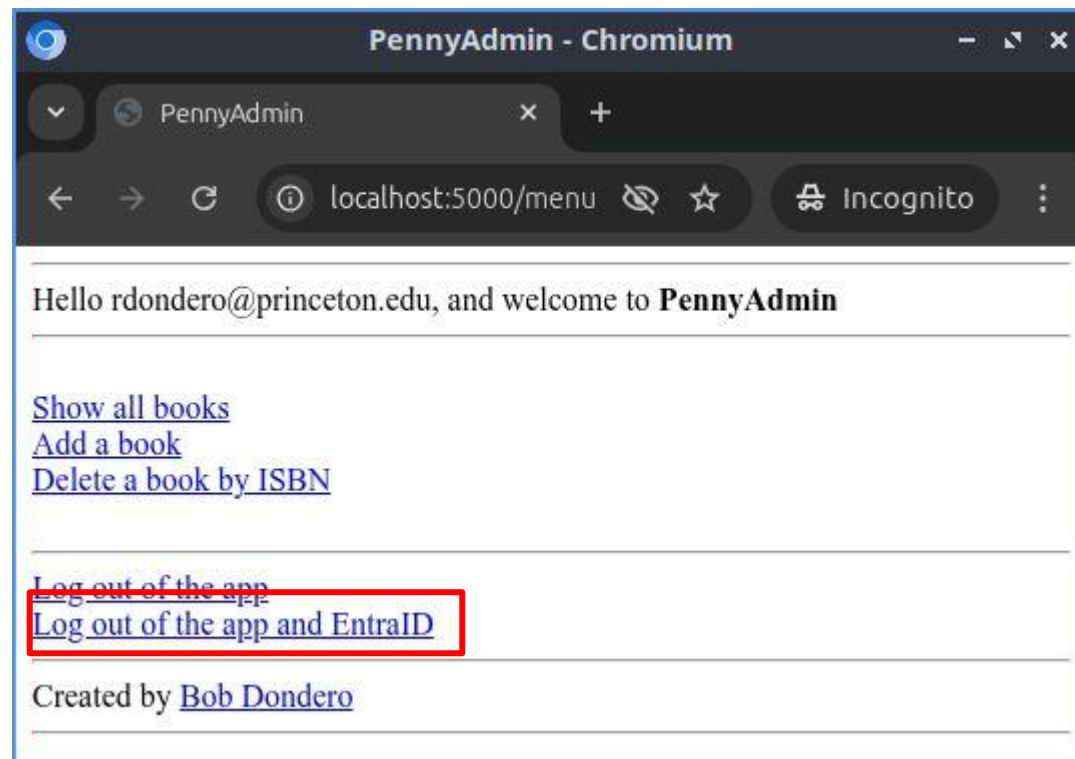 PennyAdmin - Chromium
PennyAdmin
localhost:5000/menu Incognito
Hello rdondero@princeton.edu, and welcome to PennyAdmin
Show all books
Add a book
Delete a book by ISBN
Log out of the app
Log out of the app and EntraID
Created by Bob Dondero